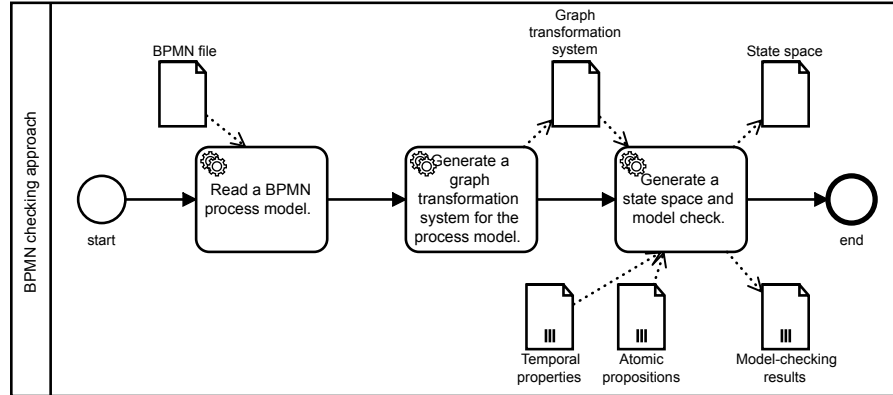 BPMN checking approach
BPMN file
Graph
transformation
system
State space
Read a BPMN
process model.
Generate a
graph
transformation
system for the
process model.
Generate a
state space and
model check.
start
end
Temporal
properties
Atomic
propositions
Model-checking
results